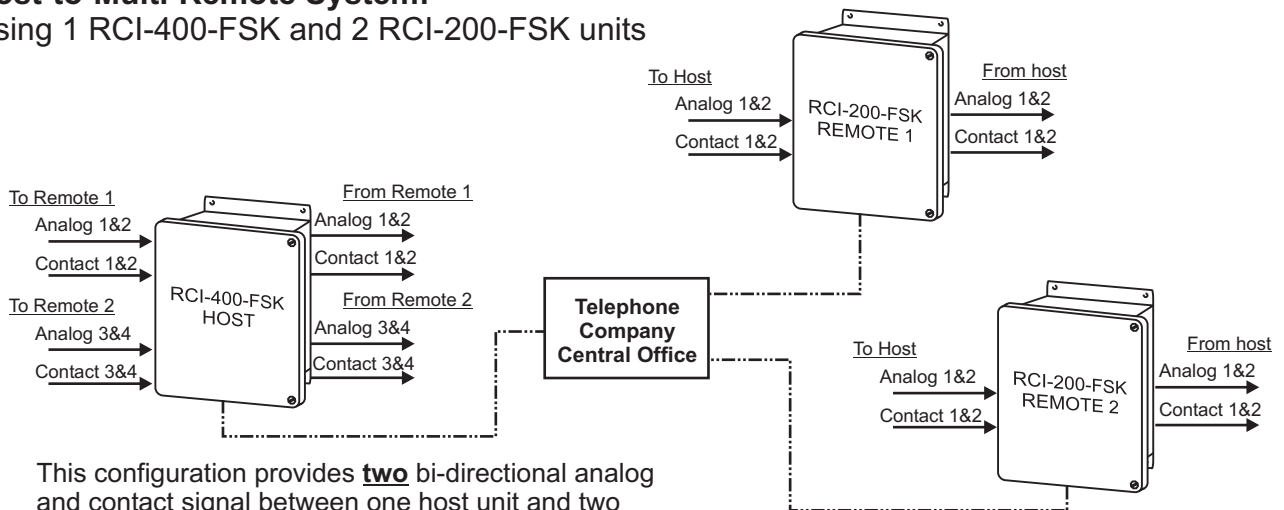 sing 1 RCI-400-FSK and 2 RCI-200-FSK units
To Host
Analog 1&2
Contact 1&2
RCI-200-FSK
REMOTE 1
From host
Analog 1&2
Contact 1&2
To Remote 1
Analog 1&2
Contact 1&2
To Remote 2
Analog 3&4
Contact 3&4
RCI-400-FSK
HOST
From Remote 1
Analog 1&2
Contact 1&2
From Remote 2
Analog 3&4
Contact 3&4
Telephone
Company
Central Office
To Host
Analog 1&2
Contact 1&2
RCI-200-FSK
REMOTE 2
From host
Analog 1&2
Contact 1&2
This configuration provides two bi-directional analog
and contact signal between one host unit and two